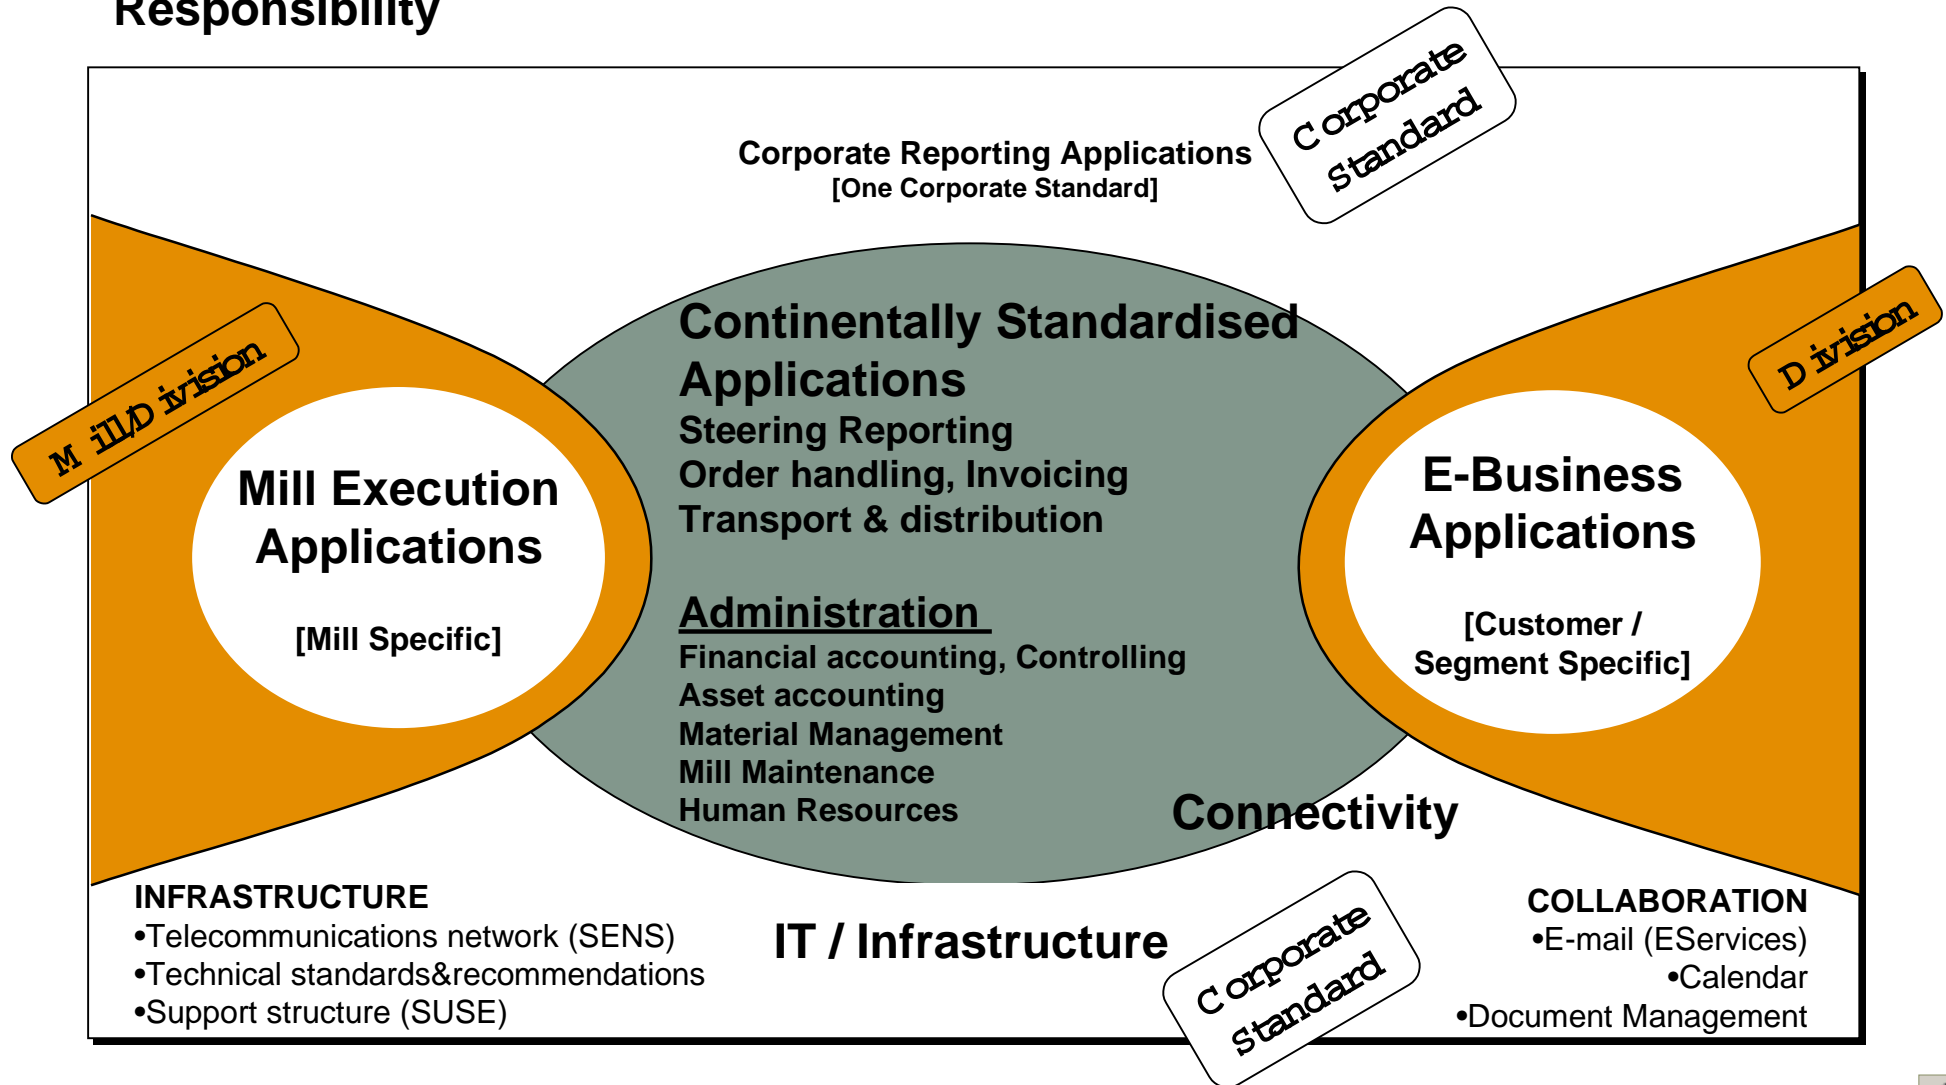 Responsibility
Corporate
Standard
Corporate Reporting Applications
[One Corporate Standard]
Mill/Division
Division
Continentally Standardised
Applications
Steering Reporting
Order handling, Invoicing
Transport & distribution
Mill Execution
Applications
[Mill Specific]
E-Business
Applications
[Customer /
Segment Specific]
Administration
Financial accounting, Controlling
Asset accounting
Material Management
Mill Maintenance
Human Resources
Connectivity
INFRASTRUCTURE
•Telecommunications network (SENS)
•Technical standards&recommendations
•Support structure (SUSE)
IT / Infrastructure
Corporate
Standard
COLLABORATION
•E-mail (EServices)
•Calendar
•Document Management